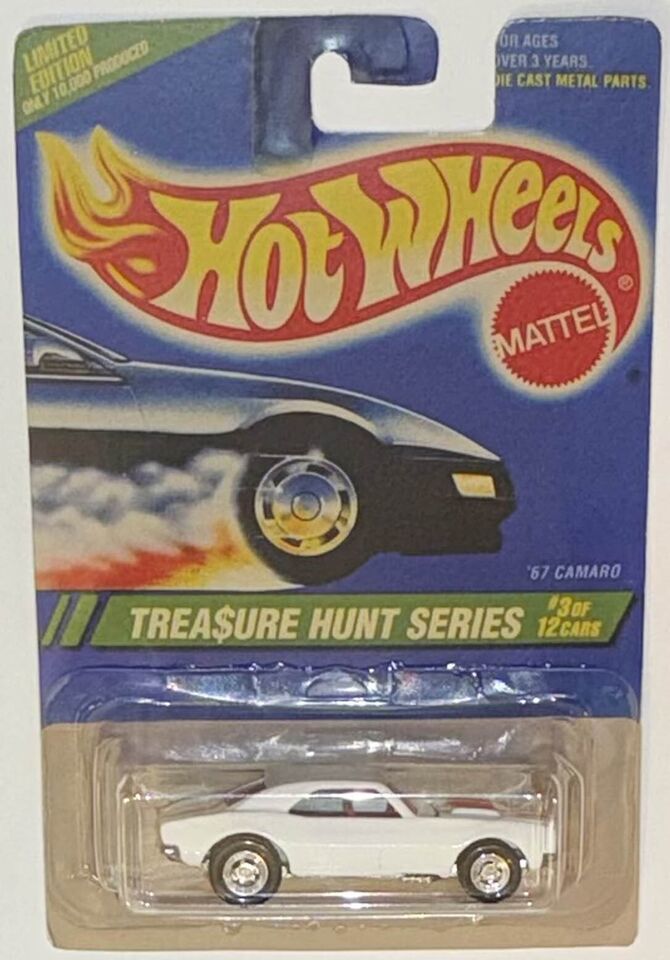 LIMITED
EDITION
ONLY 10,000 PRODUCED
FOR AGES
OVER 3 YEARS.
DIE CAST METAL PARTS.
HOT WHEELS ®
MATTEL
'67 CAMARO
TREA$URE HUNT SERIES
#3 OF
12 CARS